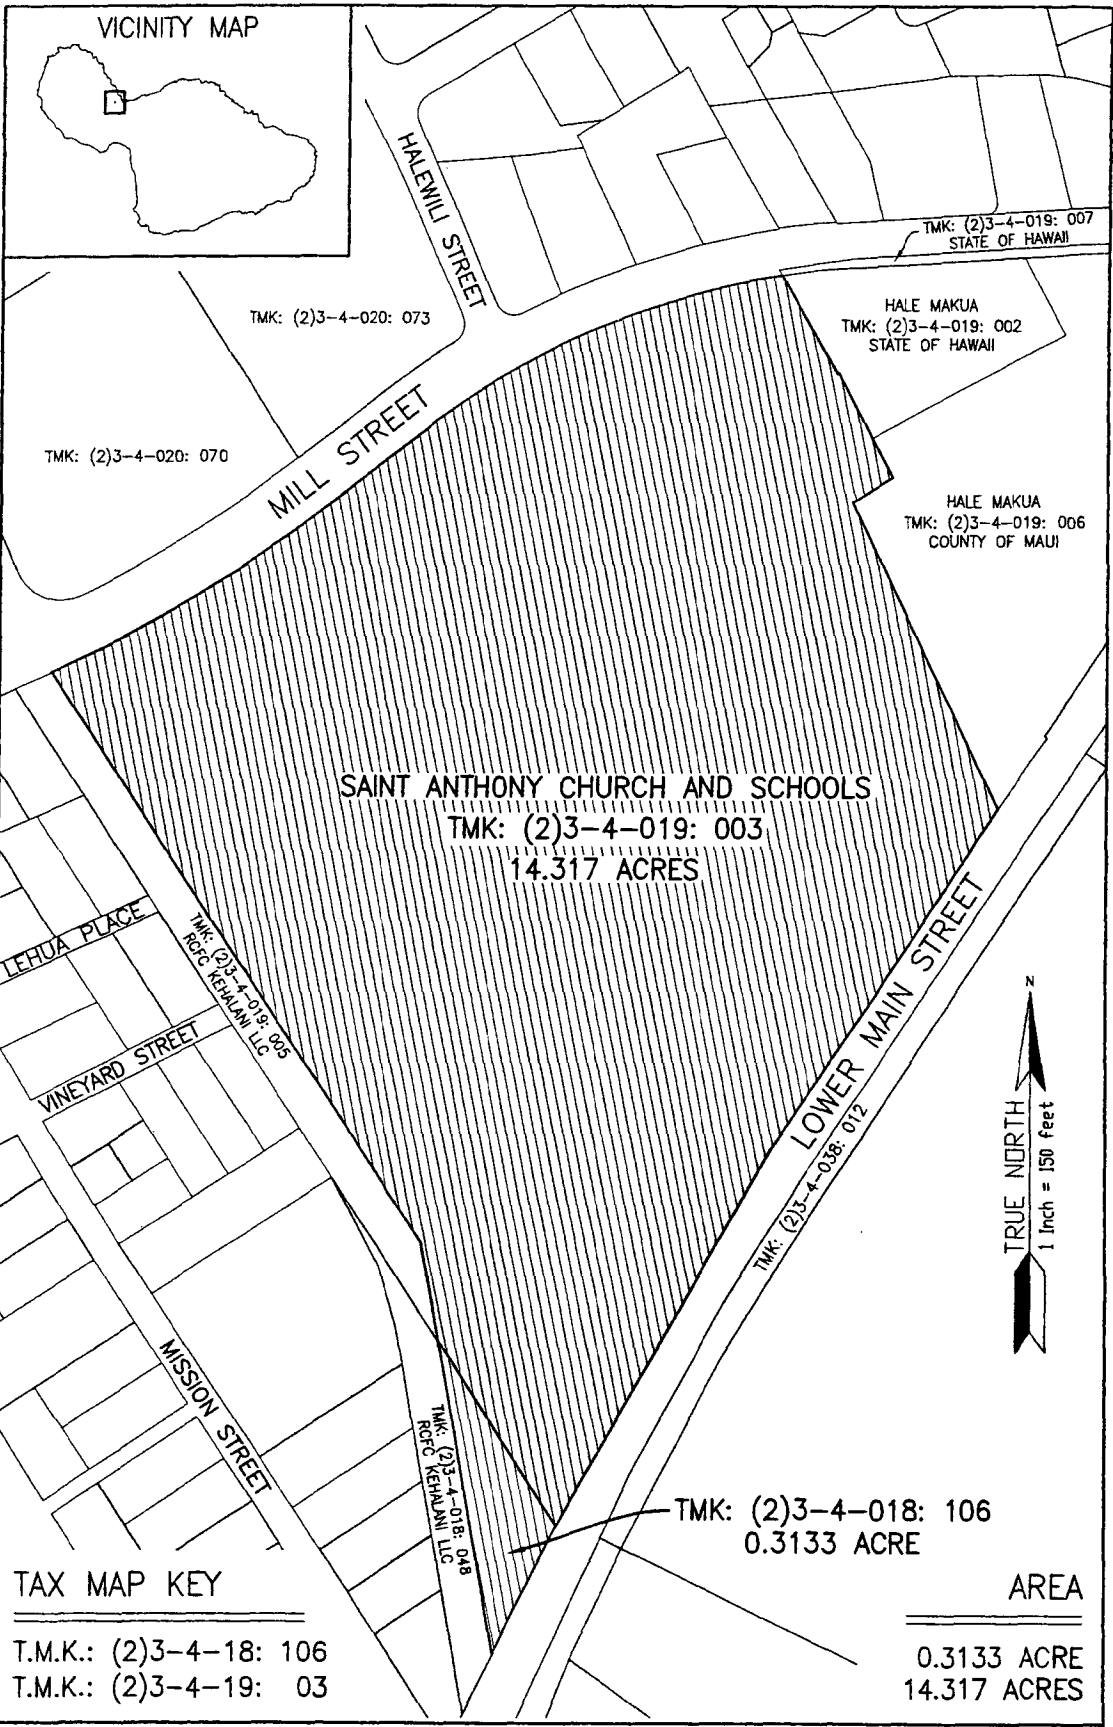 VICINITY MAP
HALEWILI STREET
TMK: (2)3-4-019: 007
STATE OF HAWAII
TMK: (2)3-4-020: 073
HALE MAKUA
TMK: (2)3-4-019: 002
STATE OF HAWAII
MILL STREET
TMK: (2)3-4-020: 070
HALE MAKUA
TMK: (2)3-4-019: 006
COUNTY OF MAUI
SAINT ANTHONY CHURCH AND SCHOOLS
TMK: (2)3-4-019: 003
14.317 ACRES
LEHUA PLACE
TMK: (2)3-4-019: 005
RCFC KEHALANI LLC
VINEYARD STREET
LOWER MAIN STREET
TMK: (2)3-4-038: 012
N
TRUE NORTH
1 Inch = 150 feet
MISSION STREET
TMK: (2)3-4-018: 048
RCFC KEHALANI LLC
TMK: (2)3-4-018: 106
0.3133 ACRE
TAX MAP KEY
T.M.K.: (2)3-4-18: 106
T.M.K.: (2)3-4-19: 03
AREA
0.3133 ACRE
14.317 ACRES